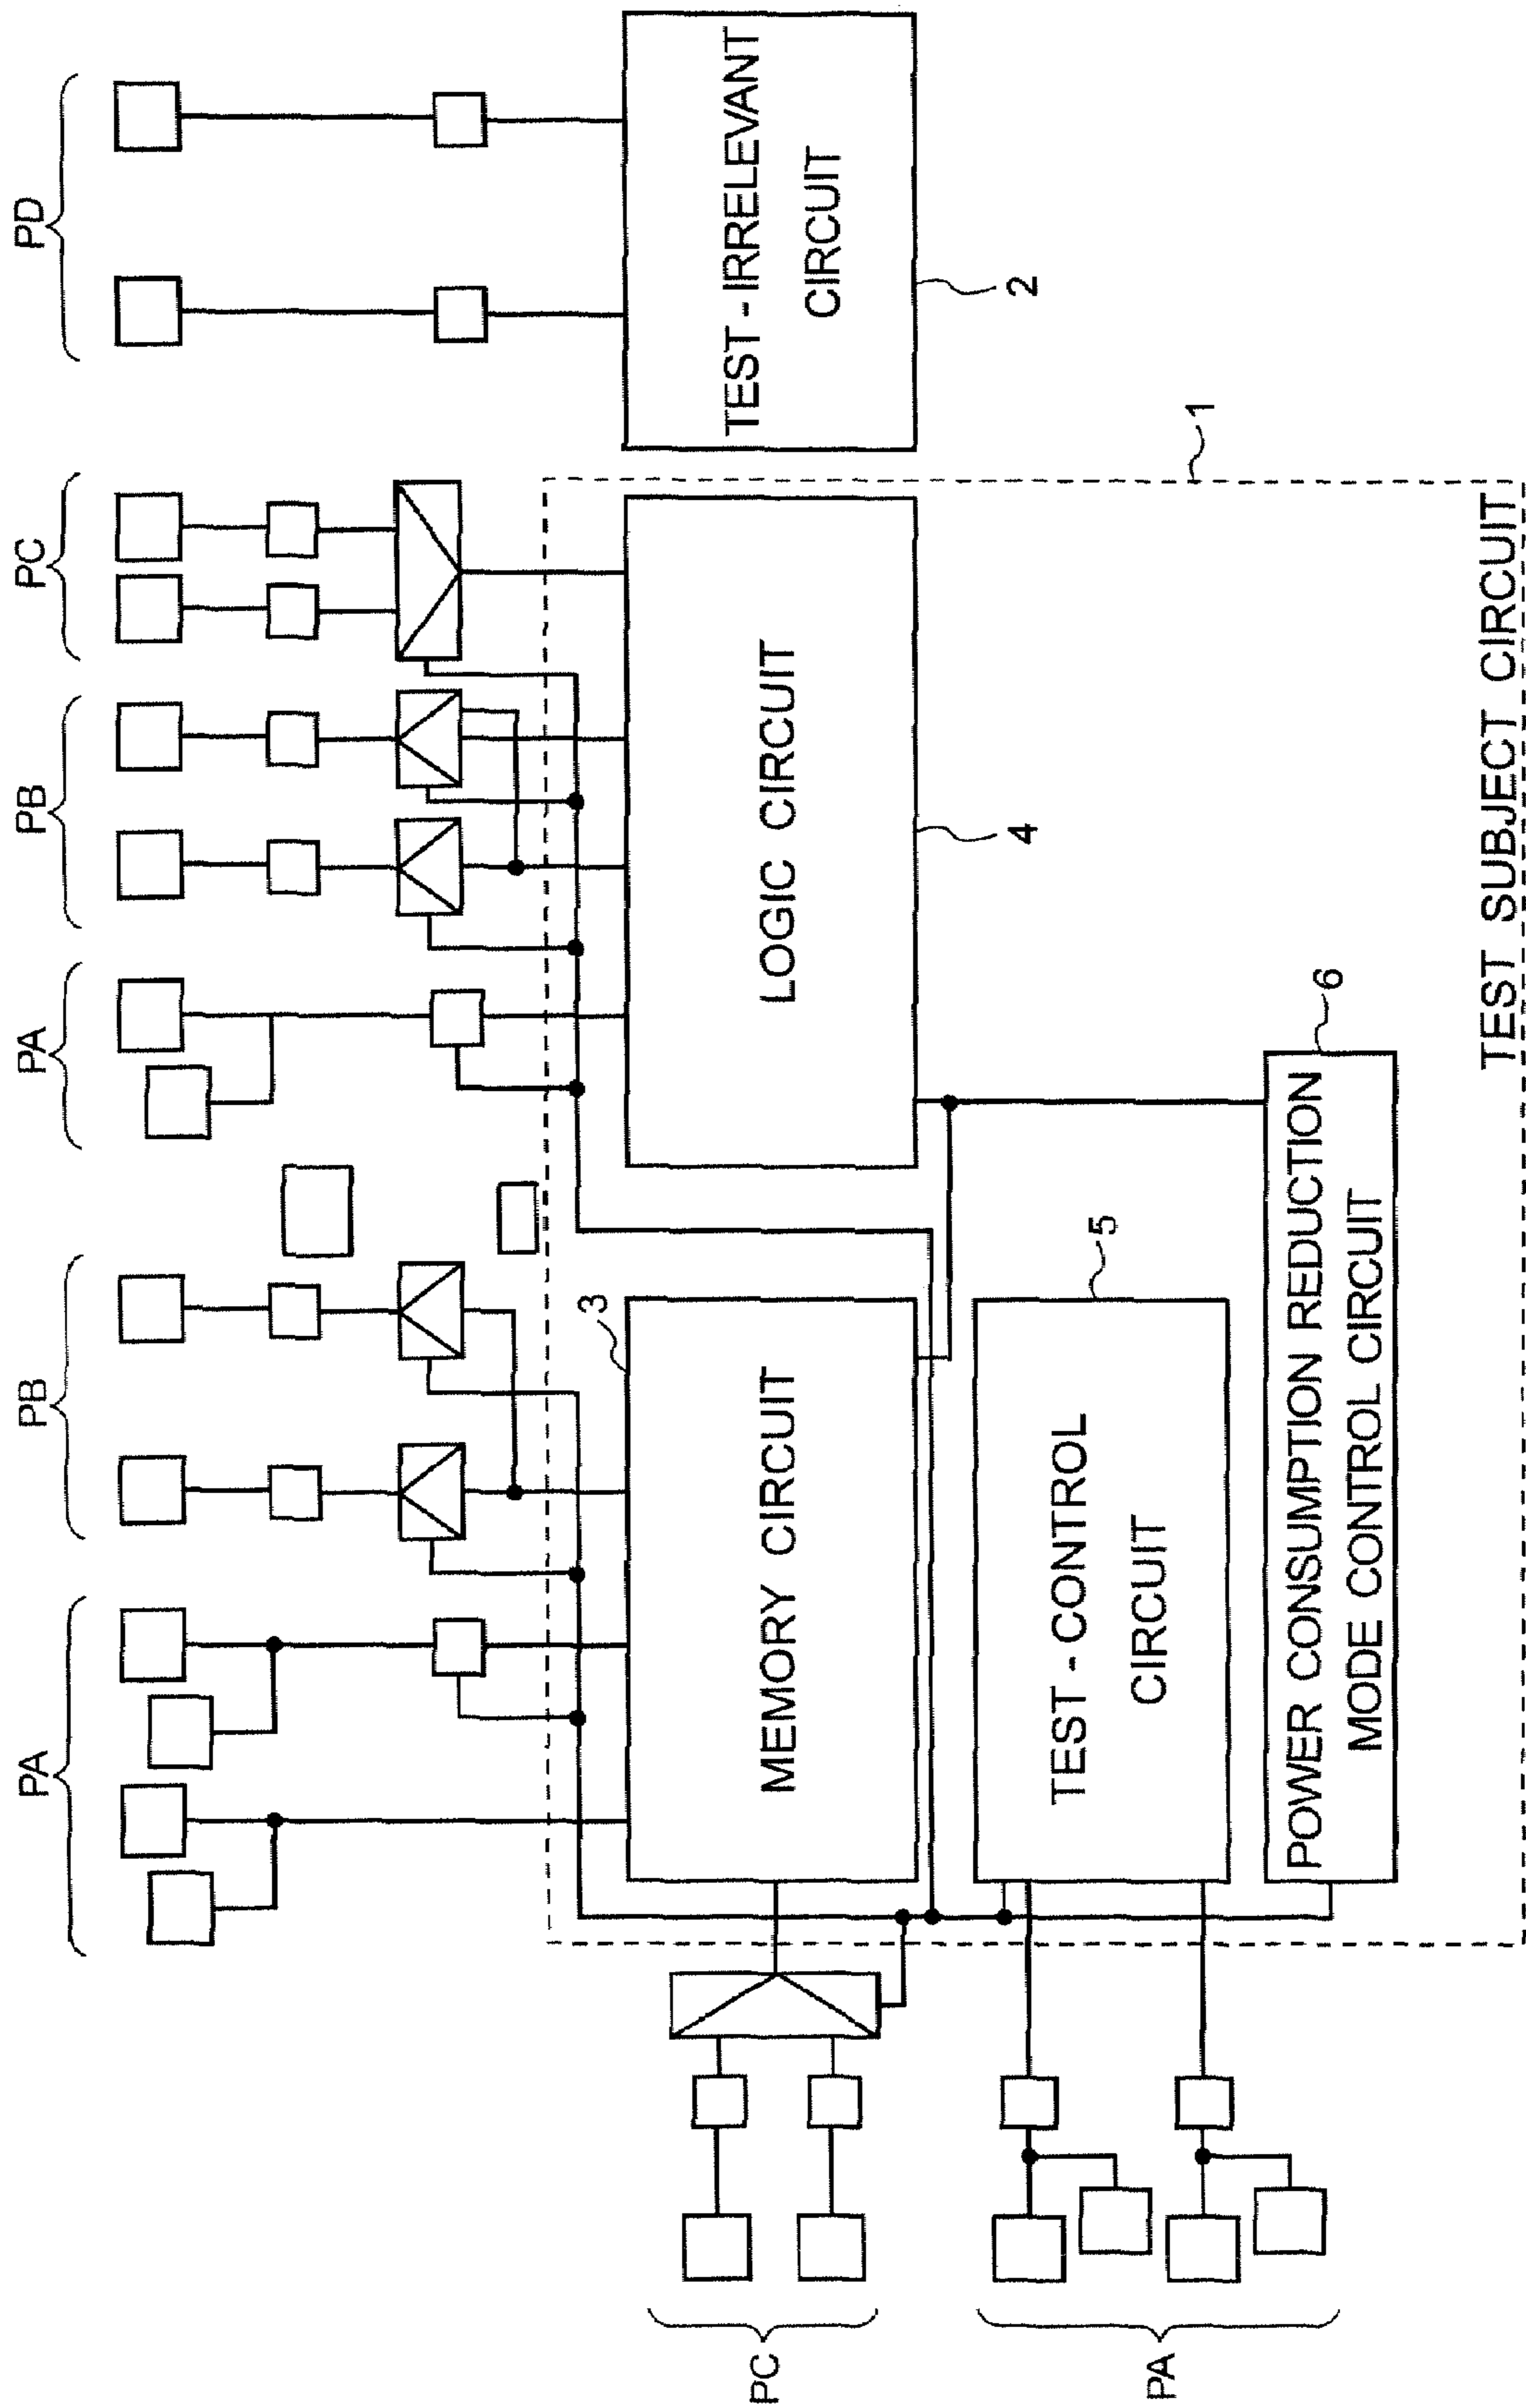 PA
PB
PA
PB
PC
PD
3
MEMORY CIRCUIT
LOGIC CIRCUIT
4
TEST - IRRELEVANT
CIRCUIT
2
1
PC
5
TEST - CONTROL
CIRCUIT
6
POWER CONSUMPTION REDUCTION
MODE CONTROL CIRCUIT
PA
TEST SUBJECT CIRCUIT